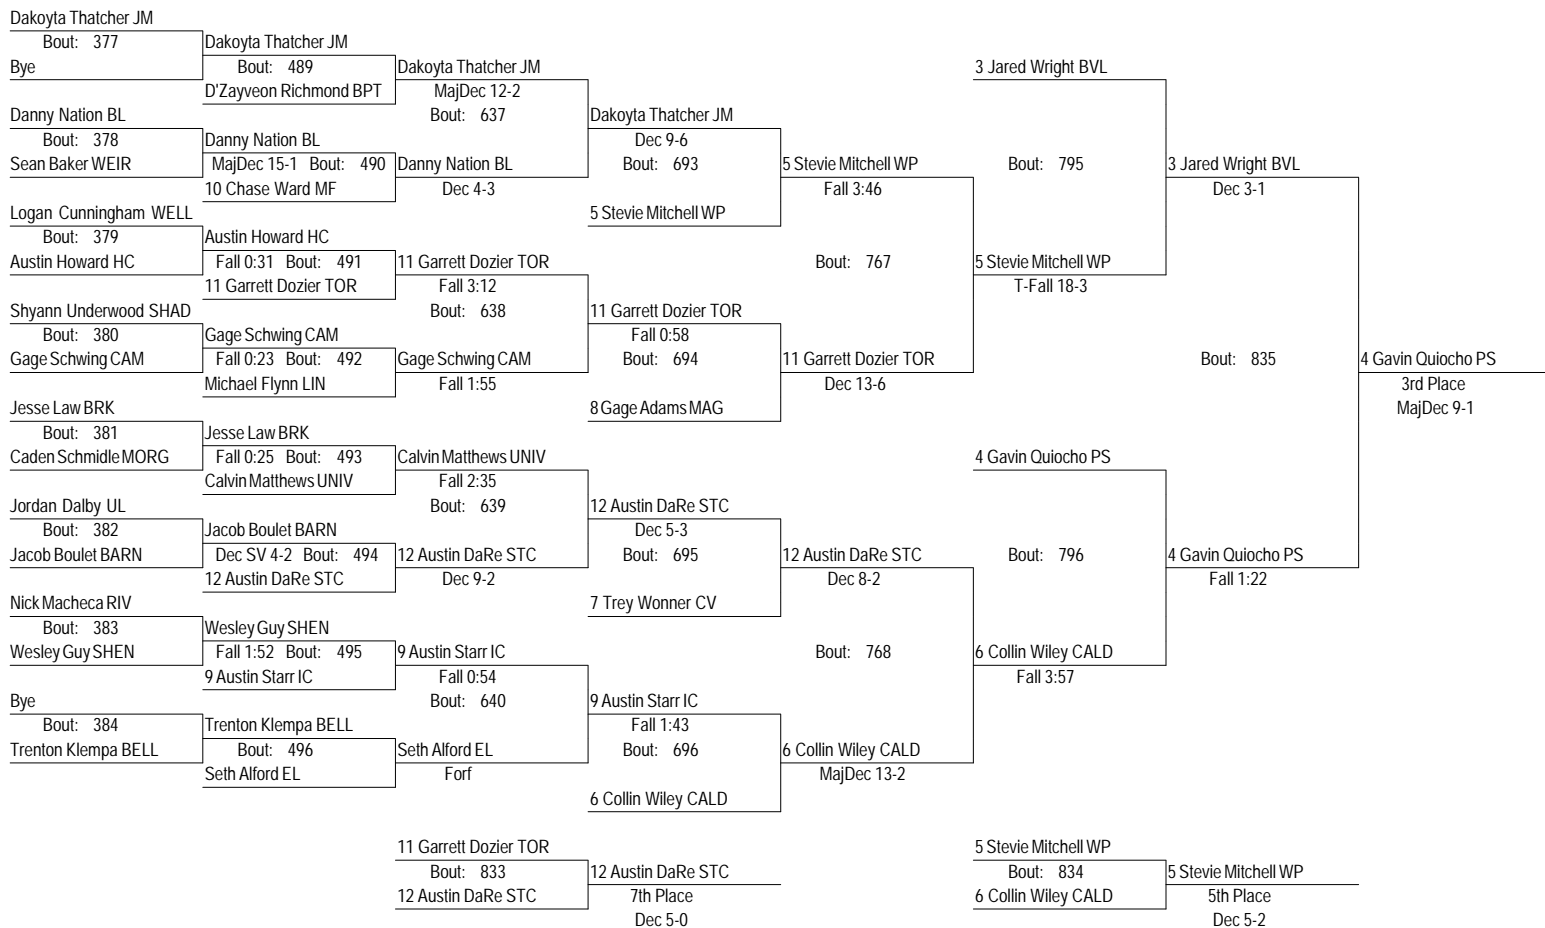 Dakoyta Thatcher JM
Bout: 377
Bye
Danny Nation BL
Bout: 378
Sean Baker WEIR
Logan Cunningham WELL
Bout: 379
Austin Howard HC
Shyann Underwood SHAD
Bout: 380
Gage Schwing CAM
Jesse Law BRK
Bout: 381
Caden Schmidle MORG
Jordan Dalby UL
Bout: 382
Jacob Boulet BARN
Nick Macheca RIV
Bout: 383
Wesley Guy SHEN
Bye
Bout: 384
Trenton Klempa BELL
Dakoyta Thatcher JM
Bout: 489
D'Zayveon Richmond BPT
Danny Nation BL
MajDec 15-1 Bout: 490
10 Chase Ward MF
Austin Howard HC
Fall 0:31 Bout: 491
11 Garrett Dozier TOR
Gage Schwing CAM
Fall 0:23 Bout: 492
Michael Flynn LIN
Jesse Law BRK
Fall 0:25 Bout: 493
Calvin Matthews UNIV
Jacob Boulet BARN
Dec SV 4-2 Bout: 494
12 Austin DaRe STC
Wesley Guy SHEN
Fall 1:52 Bout: 495
9 Austin Starr IC
Trenton Klempa BELL
Bout: 496
Seth Alford EL
Dakoyta Thatcher JM
MajDec 12-2
Bout: 637
Danny Nation BL
Dec 4-3
11 Garrett Dozier TOR
Fall 3:12
Bout: 638
Gage Schwing CAM
Fall 1:55
Calvin Matthews UNIV
Fall 2:35
Bout: 639
12 Austin DaRe STC
Dec 9-2
9 Austin Starr IC
Fall 0:54
Bout: 640
Seth Alford EL
Forf
Dakoyta Thatcher JM
Dec 9-6
Bout: 693
5 Stevie Mitchell WP
11 Garrett Dozier TOR
Fall 0:58
Bout: 694
8 Gage Adams MAG
12 Austin DaRe STC
Dec 5-3
Bout: 695
7 Trey Wonner CV
9 Austin Starr IC
Fall 1:43
Bout: 696
6 Collin Wiley CALD
5 Stevie Mitchell WP
Fall 3:46
Bout: 767
11 Garrett Dozier TOR
Dec 13-6
12 Austin DaRe STC
Dec 8-2
Bout: 768
6 Collin Wiley CALD
MajDec 13-2
3 Jared Wright BVL
Bout: 795
5 Stevie Mitchell WP
T-Fall 18-3
4 Gavin Quiocho PS
Bout: 796
6 Collin Wiley CALD
Fall 3:57
3 Jared Wright BVL
Dec 3-1
Bout: 835
4 Gavin Quiocho PS
Fall 1:22
4 Gavin Quiocho PS
3rd Place
MajDec 9-1
11 Garrett Dozier TOR
Bout: 833
12 Austin DaRe STC
12 Austin DaRe STC
7th Place
Dec 5-0
5 Stevie Mitchell WP
Bout: 834
6 Collin Wiley CALD
5 Stevie Mitchell WP
5th Place
Dec 5-2